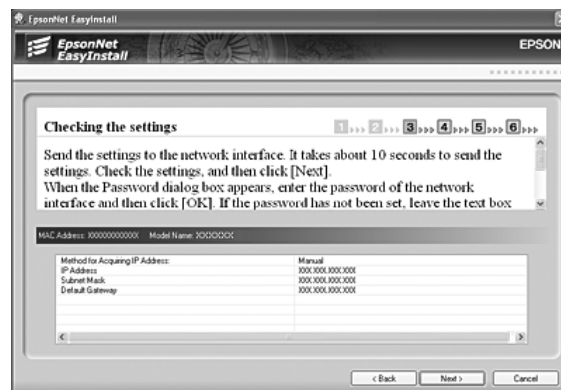 EpsonNet EasyInstall
EpsonNet
EasyInstall
EPSON
Checking the settings
1 2 3 4 5 6
Send the settings to the network interface. It takes about 10 seconds to send the
settings. Check the settings, and then click [Next].
When the Password dialog box appears, enter the password of the network
interface and then click [OK]. If the password has not been set, leave the text box
MAC Address: XXXXXXXXXXXX Model Name: XXXXXXX
Method for Acquiring IP Address: Manual
IP Address XXX.XXX.XXX.XXX
Subnet Mask XXX.XXX.XXX.XXX
Default Gateway XXX.XXX.XXX.XXX
< Back Next > Cancel